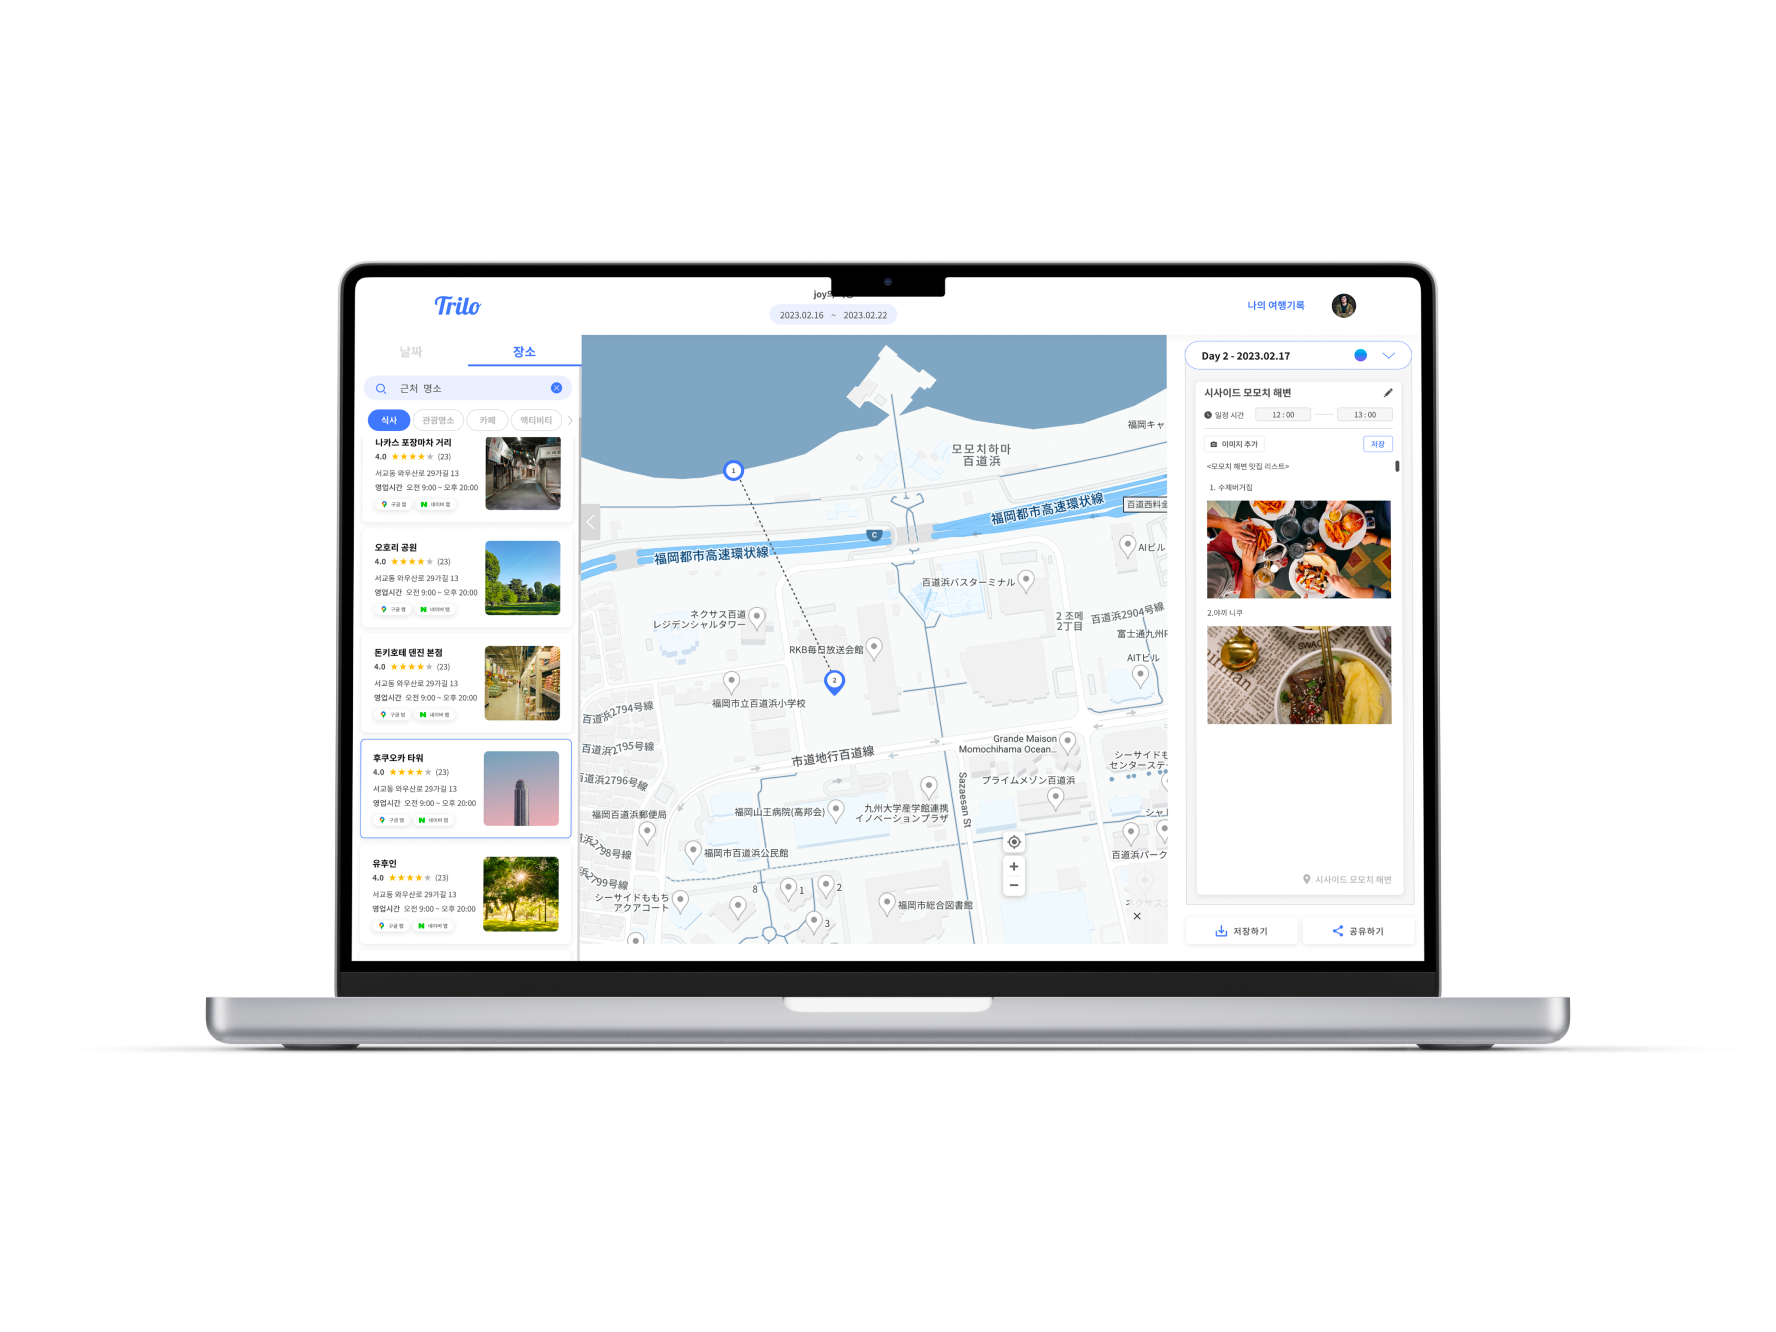 Trilo
joy의
2023.02.16 ~ 2023.02.22
나의 여행기록
날짜
장소
근처 명소
식사
관광명소
카페
액티비티
나카스 포장마차 거리
4.0 ★★★★★ (23)
서교동 와우산로 29가길 13
영업시간 오전 9:00 ~ 오후 20:00
구글 맵
네이버 맵
오호리 공원
4.0 ★★★★★ (23)
서교동 와우산로 29가길 13
영업시간 오전 9:00 ~ 오후 20:00
구글 맵
네이버 맵
돈키호테 덴진 본점
4.0 ★★★★★ (23)
서교동 와우산로 29가길 13
영업시간 오전 9:00 ~ 오후 20:00
구글 맵
네이버 맵
후쿠오카 타워
4.0 ★★★★★ (23)
서교동 와우산로 29가길 13
영업시간 오전 9:00 ~ 오후 20:00
구글 맵
네이버 맵
유후인
4.0 ★★★★★ (23)
서교동 와우산로 29가길 13
영업시간 오전 9:00 ~ 오후 20:00
구글 맵
네이버 맵
福岡キャ
모모치하마
百道浜
1
福岡都市高速環状線
百道西料金
C
福岡都市高速環状線
AIビル
百道浜バスターミナル
ネクサス百道
レジデンシャルタワー
2 조메
2丁目
百道浜2904号線
富士通九州R
RKB毎日放送会館
AITビル
2
福岡市立百道浜小学校
百道浜2794号線
Grande Maison
Momochihama Ocean...
百道浜2795号線
市道地行百道線
シーサイドも
センターステ
百道浜2796号線
プライムメゾン百道浜
Sazaesan St
福岡山王病院(高邦会)
九州大学産学官連携
イノベーションプラザ
福岡百道浜郵便局
シャト
浜2798号線
福岡市百道浜公民館
百道浜パーク
浜2799号線
8
1
2
シーサイドももち
アクアコート
福岡市総合図書館
3
Day 2 - 2023.02.17
시사이드 모모치 해변
일정 시간
12 : 00
13 : 00
이미지 추가
저장
<모모치 해변 맛집 리스트>
1. 수제버거집
2.야끼 니쿠
SWAG
man
시사이드 모모치 해변
저장하기
공유하기